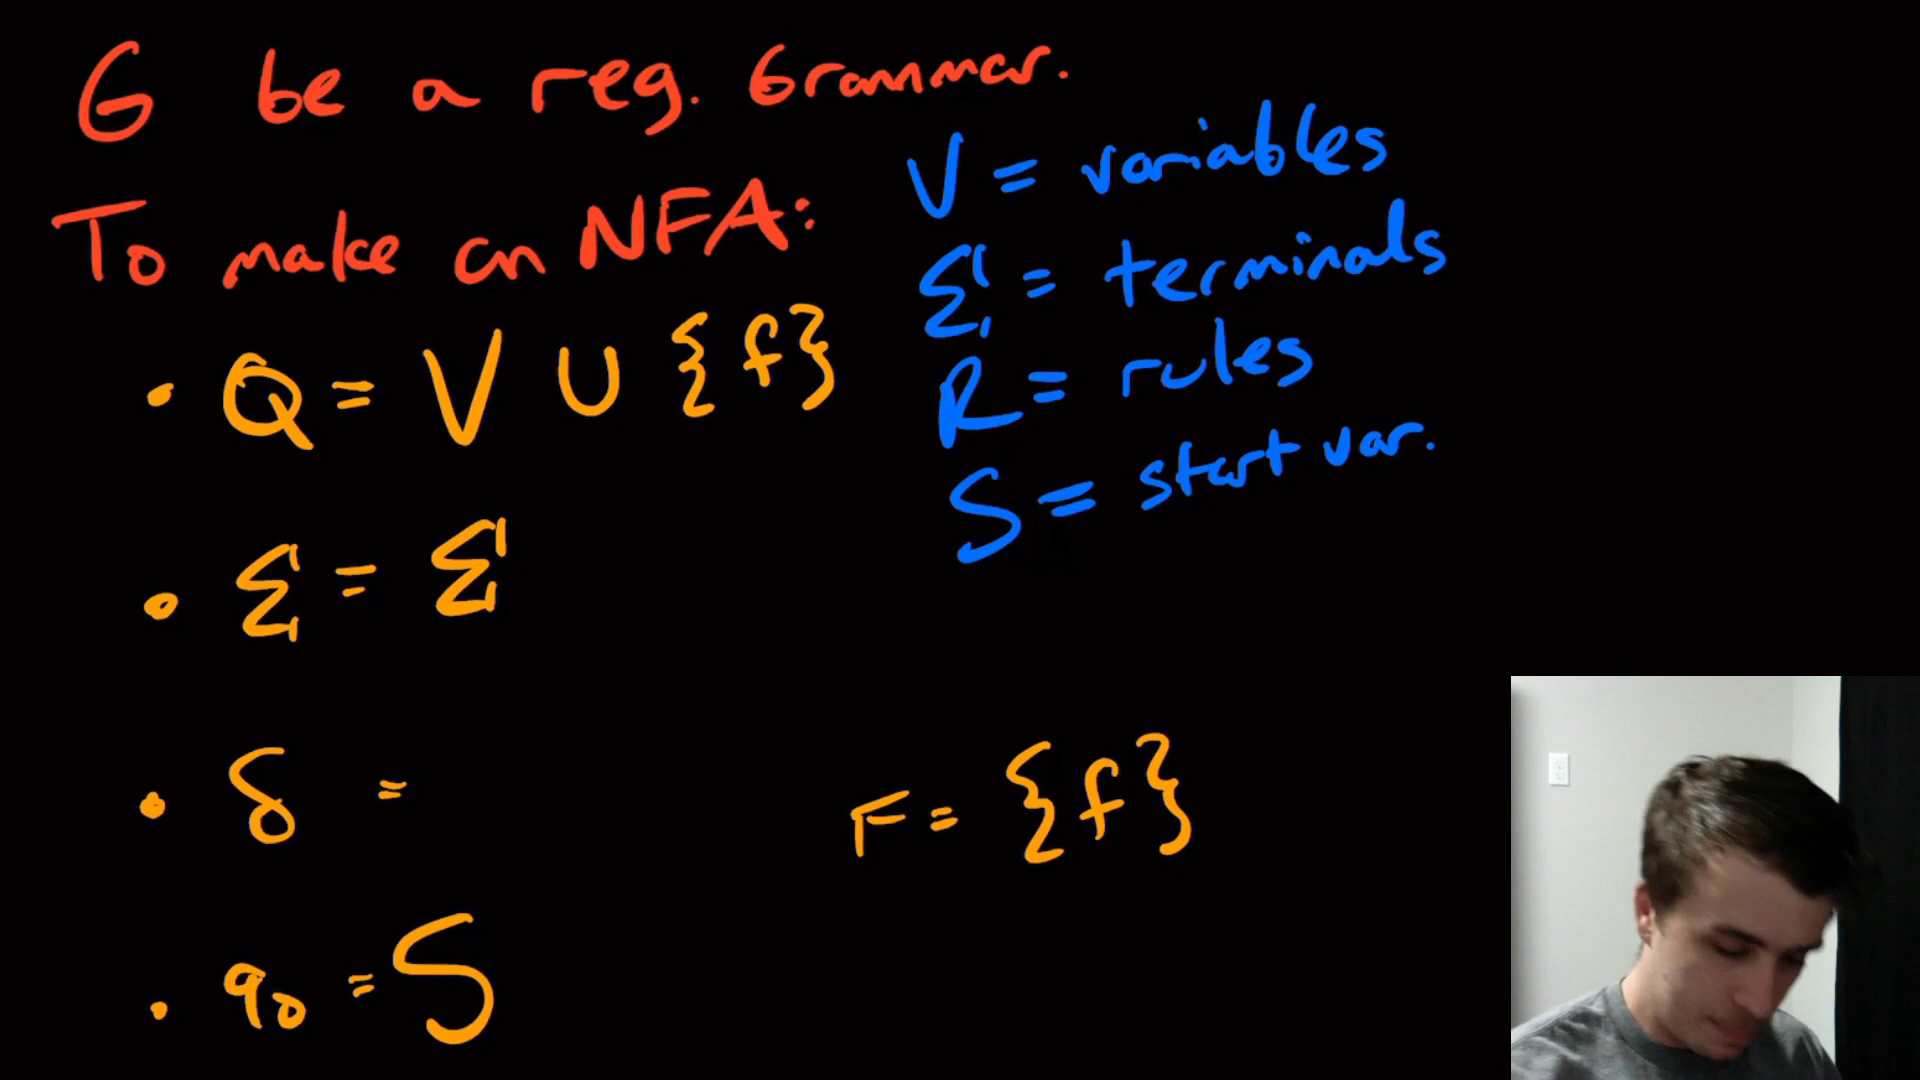 G be a reg. Grammar.
To make an NFA:
• Q = V ∪ {f}
• Σ = Σ
• δ =
• q0 = S
V = variables
Σ = terminals
R = rules
S = start var.
F = {f}